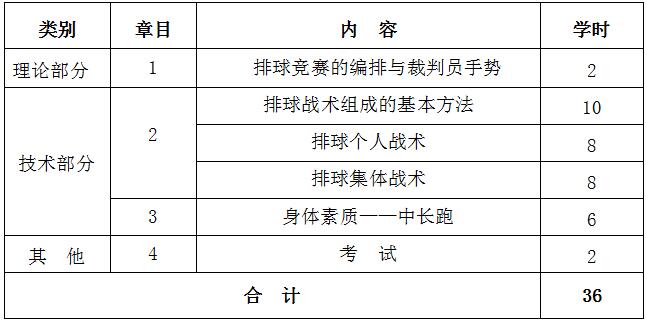 类别 章目 内 容 学时
理论部分 1 排球竞赛的编排与裁判员手势 2
技术部分 2 排球战术组成的基本方法 10
排球个人战术 8
排球集体战术 8
3 身体素质——中长跑 6
其 他 4 考 试 2
合 计 36